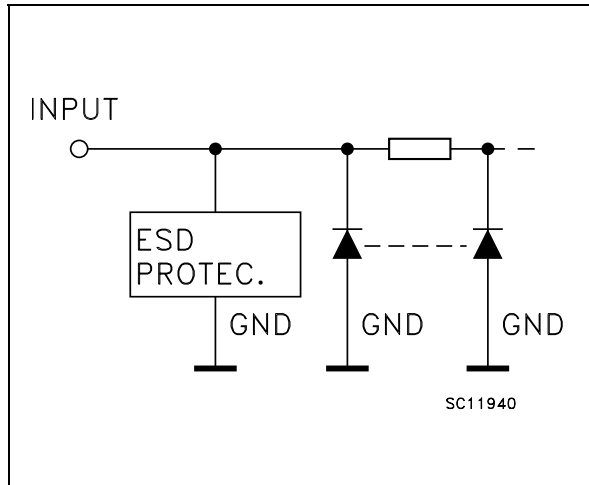 INPUT
ESD
PROTEC.
GND GND GND
SC11940